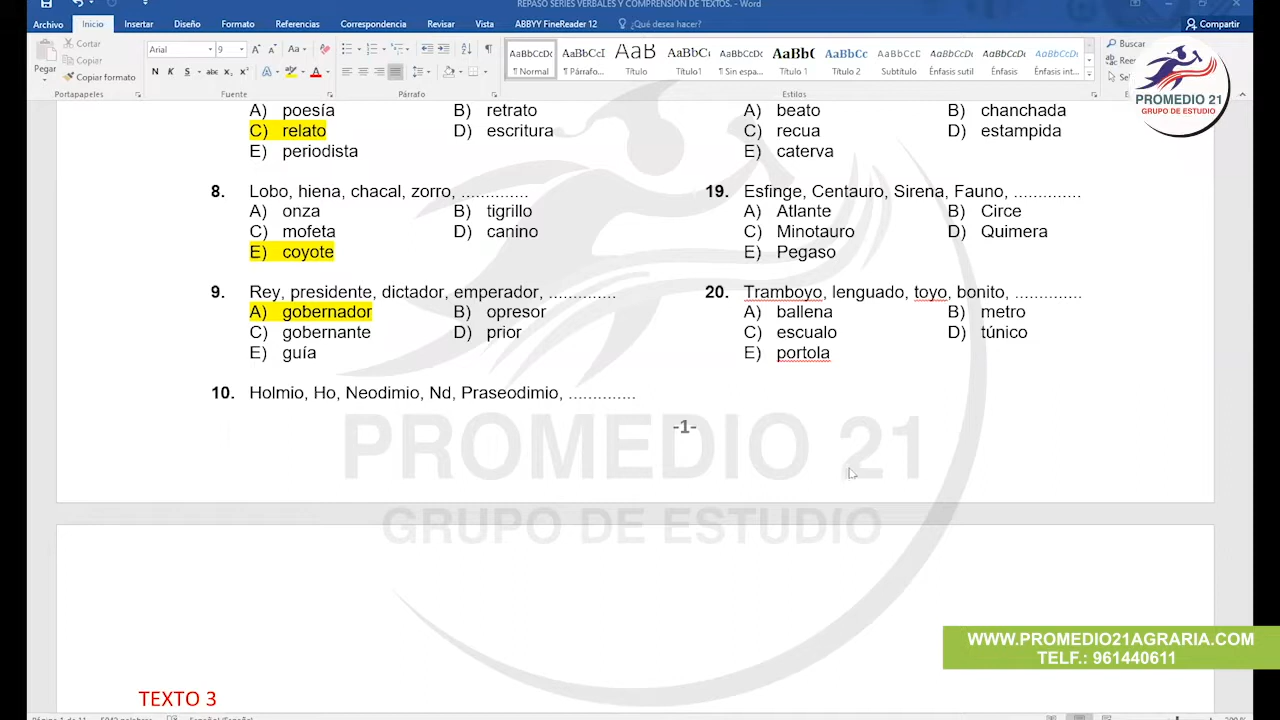 REPASO SERIES VERBALES Y COMPRENSIÓN DE TEXTOS. - Word
Archivo Inicio Insertar Diseño Formato Referencias Correspondencia Revisar Vista ABBYY FineReader 12 ¿Qué desea hacer? Compartir
Pegar
Cortar
Copiar
Copiar formato
Portapapeles
Arial 9
N K S abc
Fuente
Párrafo
AaBbCcDc AaBbCcI AaB AaBbCc AaBbCcDc AaBb( AaBbCc AaBbCcD AaBbCcDc AaBbCcDc AaBbCcDc
¶ Normal ¶ Párrafo... Título Título1 ¶ Sin espa... Título 1 Título 2 Subtítulo Énfasis sutil Énfasis Énfasis int...
Estilos
Buscar
PROMEDIO 21
GRUPO DE ESTUDIO
A) poesía B) retrato
C) relato D) escritura
E) periodista
8. Lobo, hiena, chacal, zorro, ..............
A) onza B) tigrillo
C) mofeta D) canino
E) coyote
9. Rey, presidente, dictador, emperador, ..............
A) gobernador B) opresor
C) gobernante D) prior
E) guía
10. Holmio, Ho, Neodimio, Nd, Praseodimio, ..............
A) beato B) chanchada
C) recua D) estampida
E) caterva
19. Esfinge, Centauro, Sirena, Fauno, ..............
A) Atlante B) Circe
C) Minotauro D) Quimera
E) Pegaso
20. Tramboyo, lenguado, toyo, bonito, ..............
A) ballena B) metro
C) escualo D) túnico
E) portola
-1-
PROMEDIO 21
GRUPO DE ESTUDIO
WWW.PROMEDIO21AGRARIA.COM
TELF.: 961440611
TEXTO 3